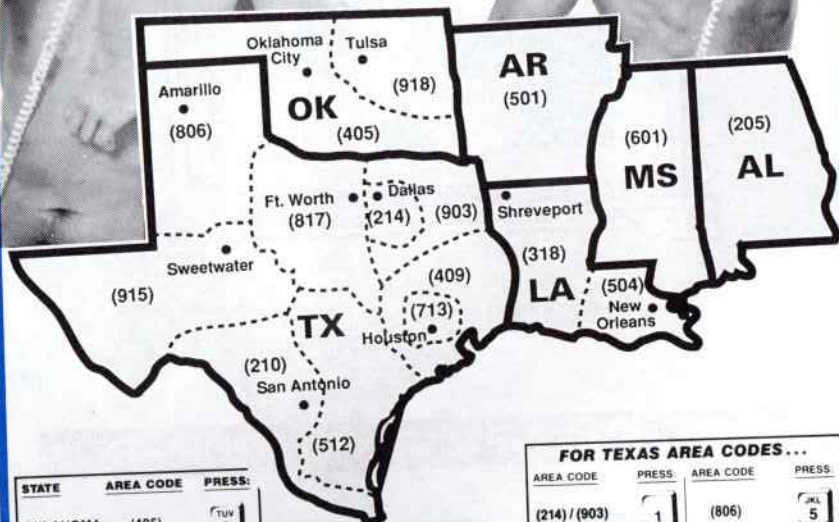 Oklahoma
City
Tulsa
(918)
OK
(405)
AR
(501)
Amarillo
(806)
(601)
MS
(205)
AL
Ft. Worth
(817)
Dallas
(214)
(903)
Shreveport
(318)
LA
(504)
New
Orleans
Sweetwater
(915)
TX
(409)
(713)
Houston
(210)
San Antonio
(512)
STATE AREA CODE PRESS:
(405)
TUV
FOR TEXAS AREA CODES...
AREA CODE PRESS: AREA CODE PRESS:
(214) / (903) 1 (806) JKL 5